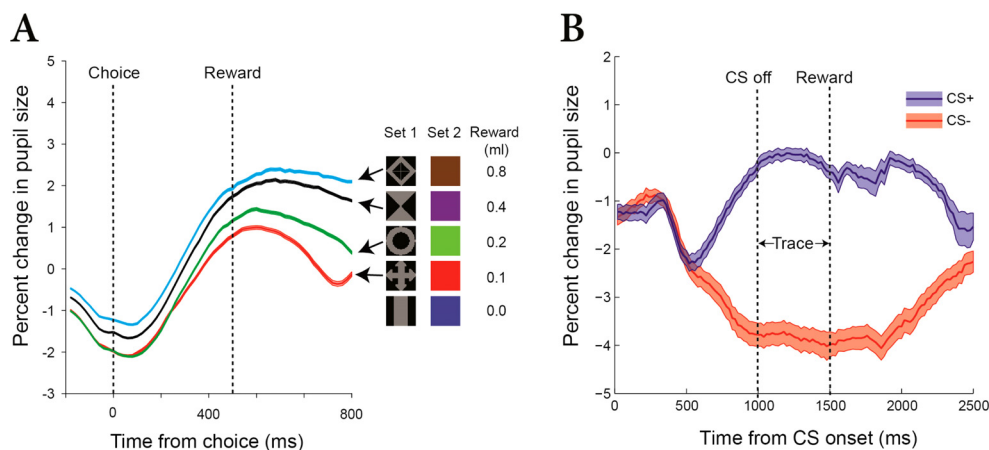 A
Percent change in pupil size
5
4
3
2
1
0
-1
-2
-3
0
400
800
Time from choice (ms)
Choice
Reward
Set 1 Set 2 Reward
(ml)
0.8
0.4
0.2
0.1
0.0
B
Percent change in pupil size
2
1
0
-1
-2
-3
-4
-5
0
500
1000
1500
2000
2500
Time from CS onset (ms)
CS off
Reward
Trace
CS+
CS-